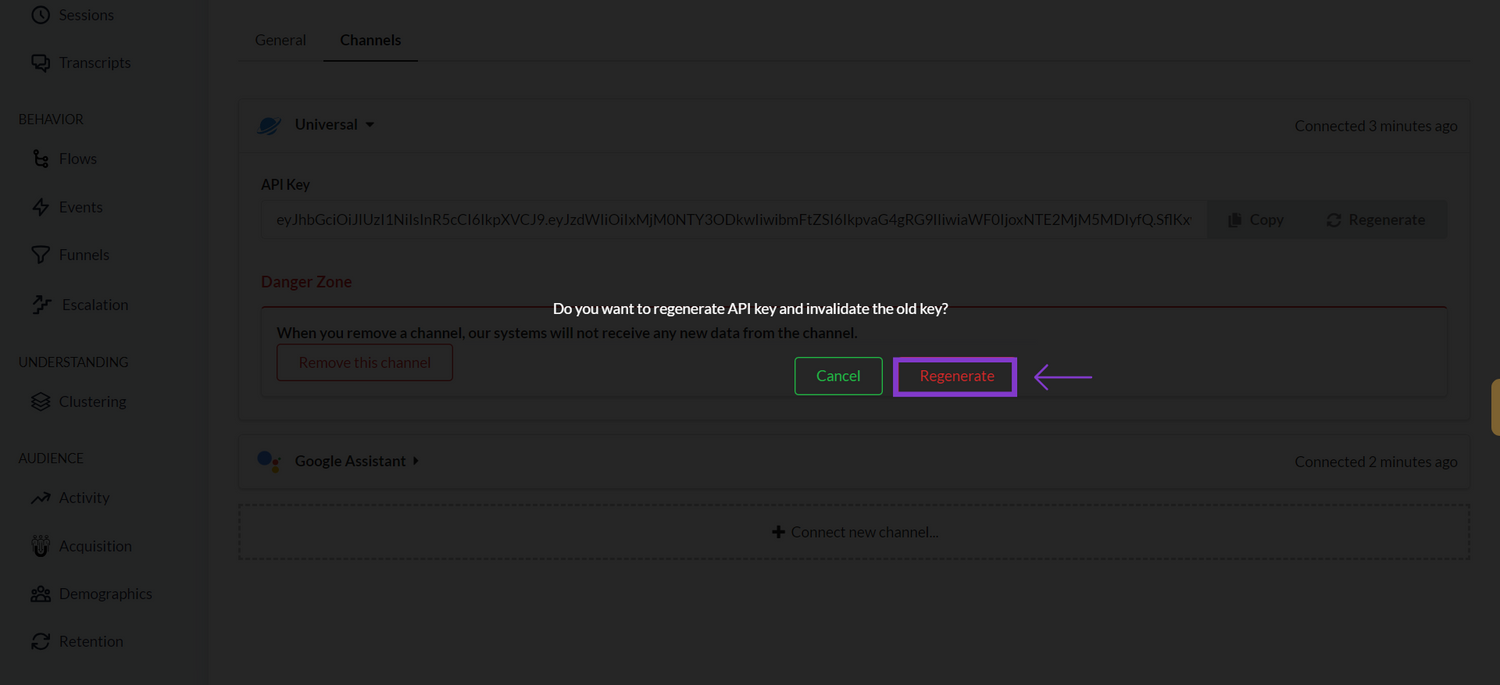 Sessions
Transcripts
BEHAVIOR
Flows
Events
Funnels
Escalation
UNDERSTANDING
Clustering
AUDIENCE
Activity
Acquisition
Demographics
Retention
General Channels
Universal Connected 3 minutes ago
API Key
eyJhbGciOiJIUzI1NiIsInR5cCI6IkpXVCJ9.eyJzdWIiOiIxMjM0NTY3ODkwIiwibmFtZSI6IkpvaG4gRG9lIiwiaWF0IjoxNTE2MjM5MDIyfQ.SflKx Copy Regenerate
Danger Zone
Do you want to regenerate API key and invalidate the old key?
When you remove a channel, our systems will not receive any new data from the channel.
Remove this channel
Cancel Regenerate
Google Assistant Connected 2 minutes ago
Connect new channel...